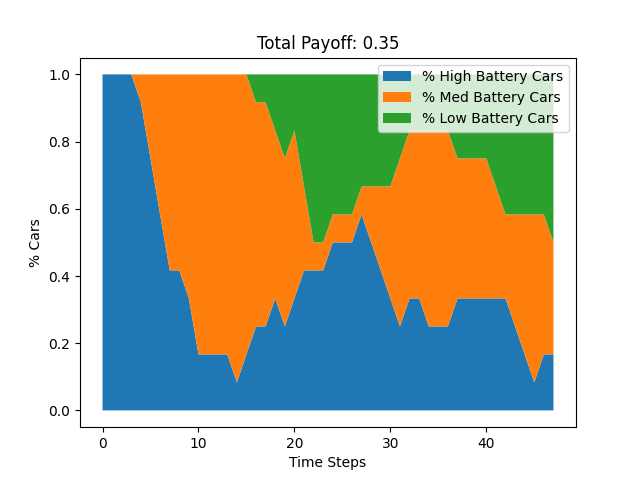 Total Payoff: 0.35
% High Battery Cars
% Med Battery Cars
% Low Battery Cars
1.0
0.8
0.6
0.4
0.2
0.0
% Cars
0 10 20 30 40
Time Steps